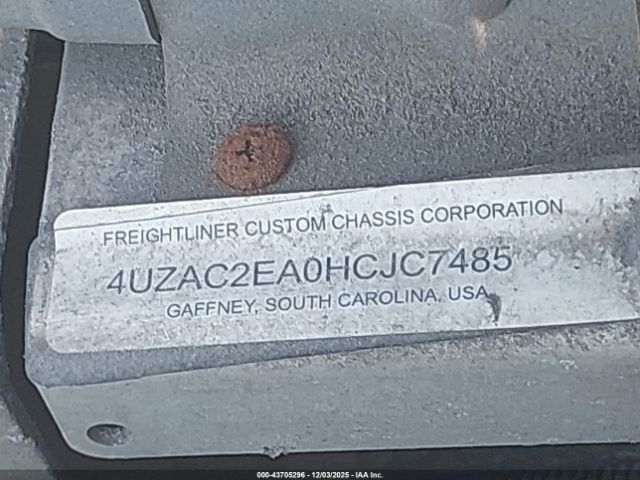 FREIGHTLINER CUSTOM CHASSIS CORPORATION
4UZAC2EA0HCJC7485
GAFFNEY, SOUTH CAROLINA, USA
000-43705296 - 12/03/2025 - IAA Inc.